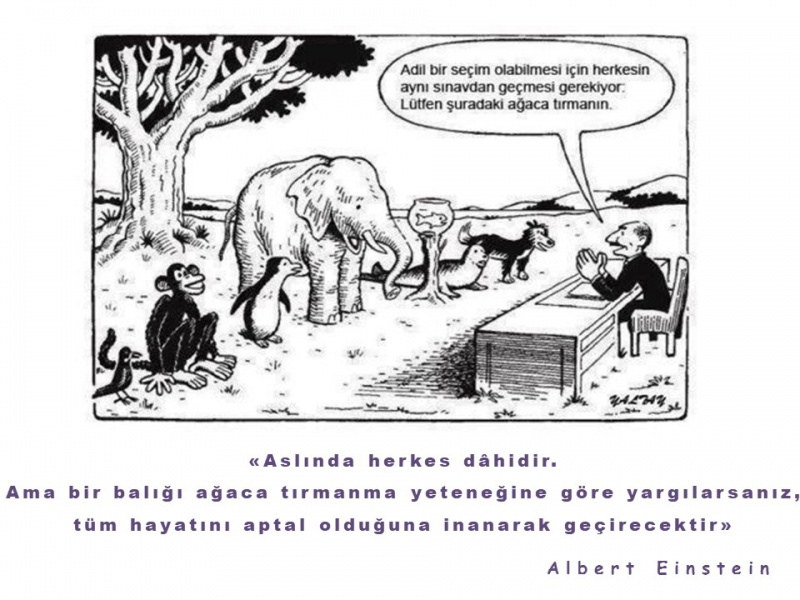 Adil bir seçim olabilmesi için herkesin
aynı sınavdan geçmesi gerekiyor:
Lütfen şuradaki ağaca tırmanın.
YALTAY
«Aslında herkes dâhidir.
Ama bir balığı ağaca tırmanma yeteneğine göre yargılarsanız,
tüm hayatını aptal olduğuna inanarak geçirecektir»
Albert Einstein